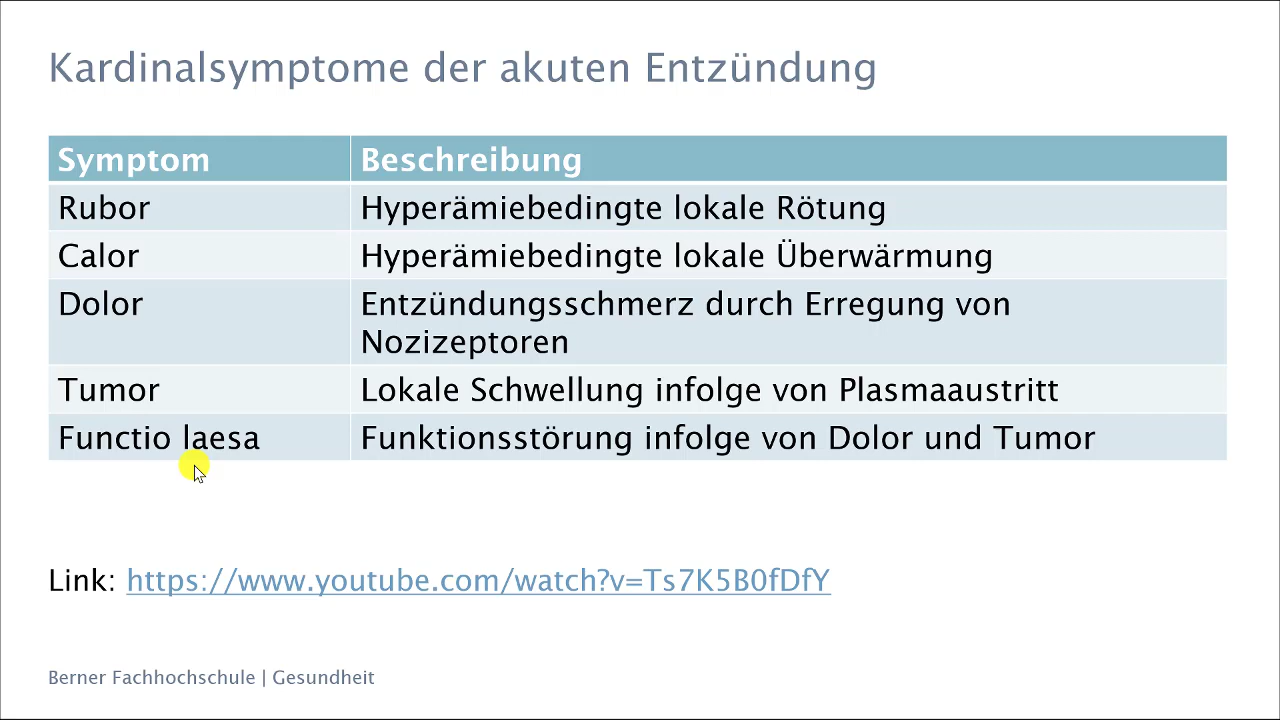 Kardinalsymptome der akuten Entzündung
Symptom Beschreibung
Rubor Hyperämiebedingte lokale Rötung
Calor Hyperämiebedingte lokale Überwärmung
Dolor Entzündungsschmerz durch Erregung von
Nozizeptoren
Tumor Lokale Schwellung infolge von Plasmaaustritt
Functio laesa Funktionsstörung infolge von Dolor und Tumor
Link: https://www.youtube.com/watch?v=Ts7K5B0fDfY
Berner Fachhochschule | Gesundheit